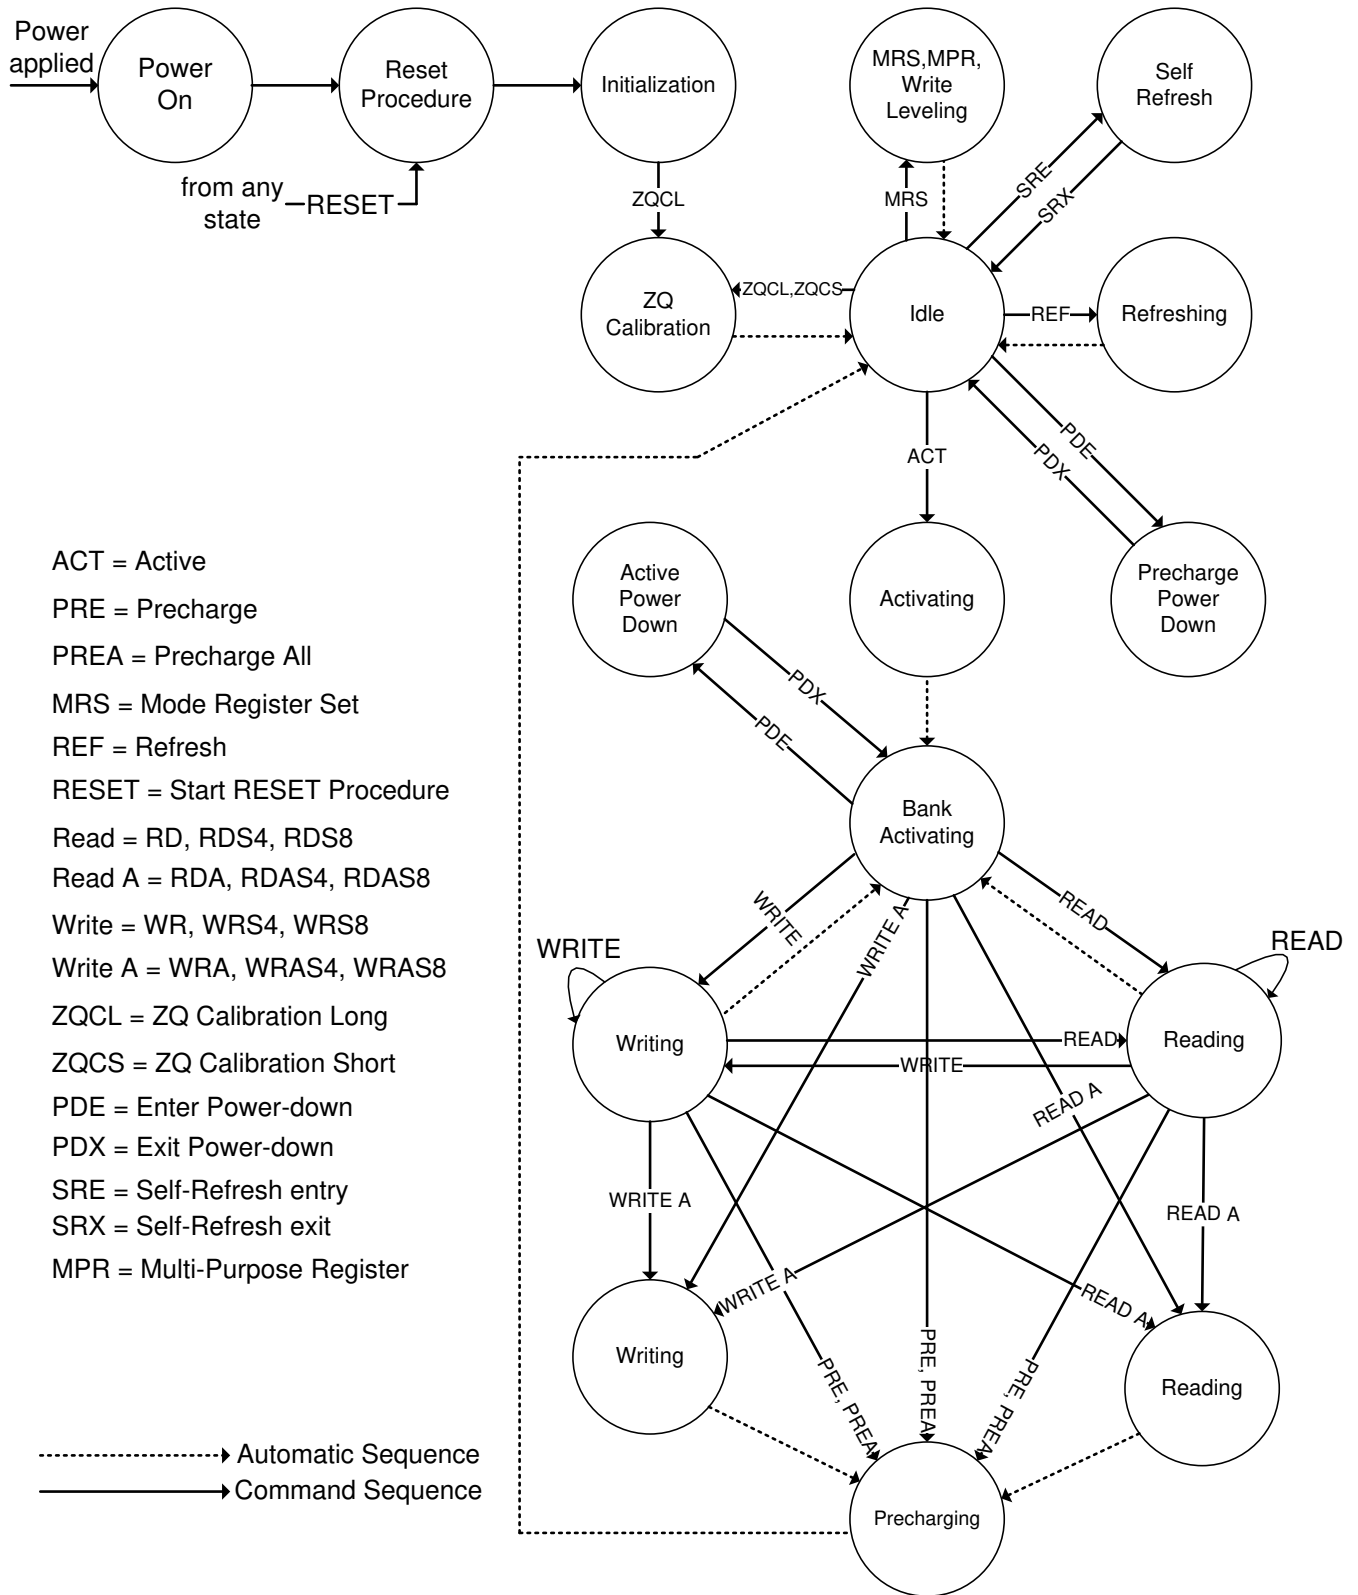 Power
applied
Power
On
Reset
Procedure
Initialization
MRS,MPR,
Write
Leveling
Self
Refresh
from any
state
RESET
ZQCL
MRS
SRE
SRX
ZQ
Calibration
ZQCL,ZQCS
Idle
REF
Refreshing
ACT
PDE
PDX
Active
Power
Down
Activating
Precharge
Power
Down
PDX
PDE
Bank
Activating
WRITE
WRITE A
READ
WRITE
READ
Writing
READ
WRITE
Reading
READ A
WRITE A
READ A
WRITE A
READ A
Writing
PRE, PREA
PRE, PREA
PRE, PREA
Reading
Precharging
ACT = Active
PRE = Precharge
PREA = Precharge All
MRS = Mode Register Set
REF = Refresh
RESET = Start RESET Procedure
Read = RD, RDS4, RDS8
Read A = RDA, RDAS4, RDAS8
Write = WR, WRS4, WRS8
Write A = WRA, WRAS4, WRAS8
ZQCL = ZQ Calibration Long
ZQCS = ZQ Calibration Short
PDE = Enter Power-down
PDX = Exit Power-down
SRE = Self-Refresh entry
SRX = Self-Refresh exit
MPR = Multi-Purpose Register
Automatic Sequence
Command Sequence